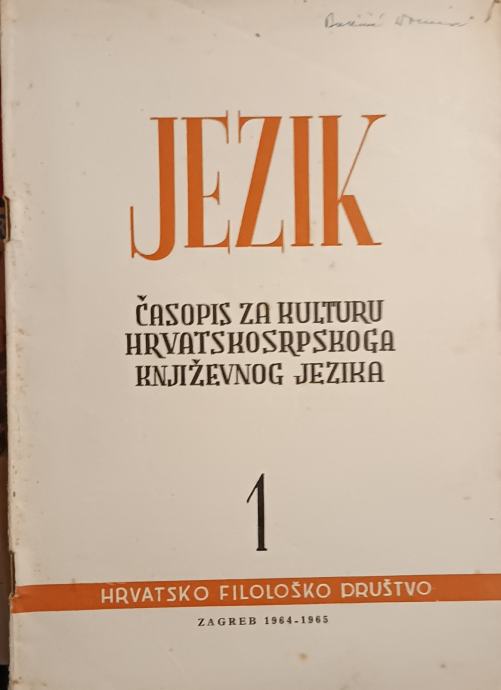 JEZIK
ČASOPIS ZA KULTURU
HRVATSKOSRPSKOGA
KNJIŽEVNOG JEZIKA
1
HRVATSKO FILOLOŠKO DRUŠTVO
ZAGREB 1964-1965